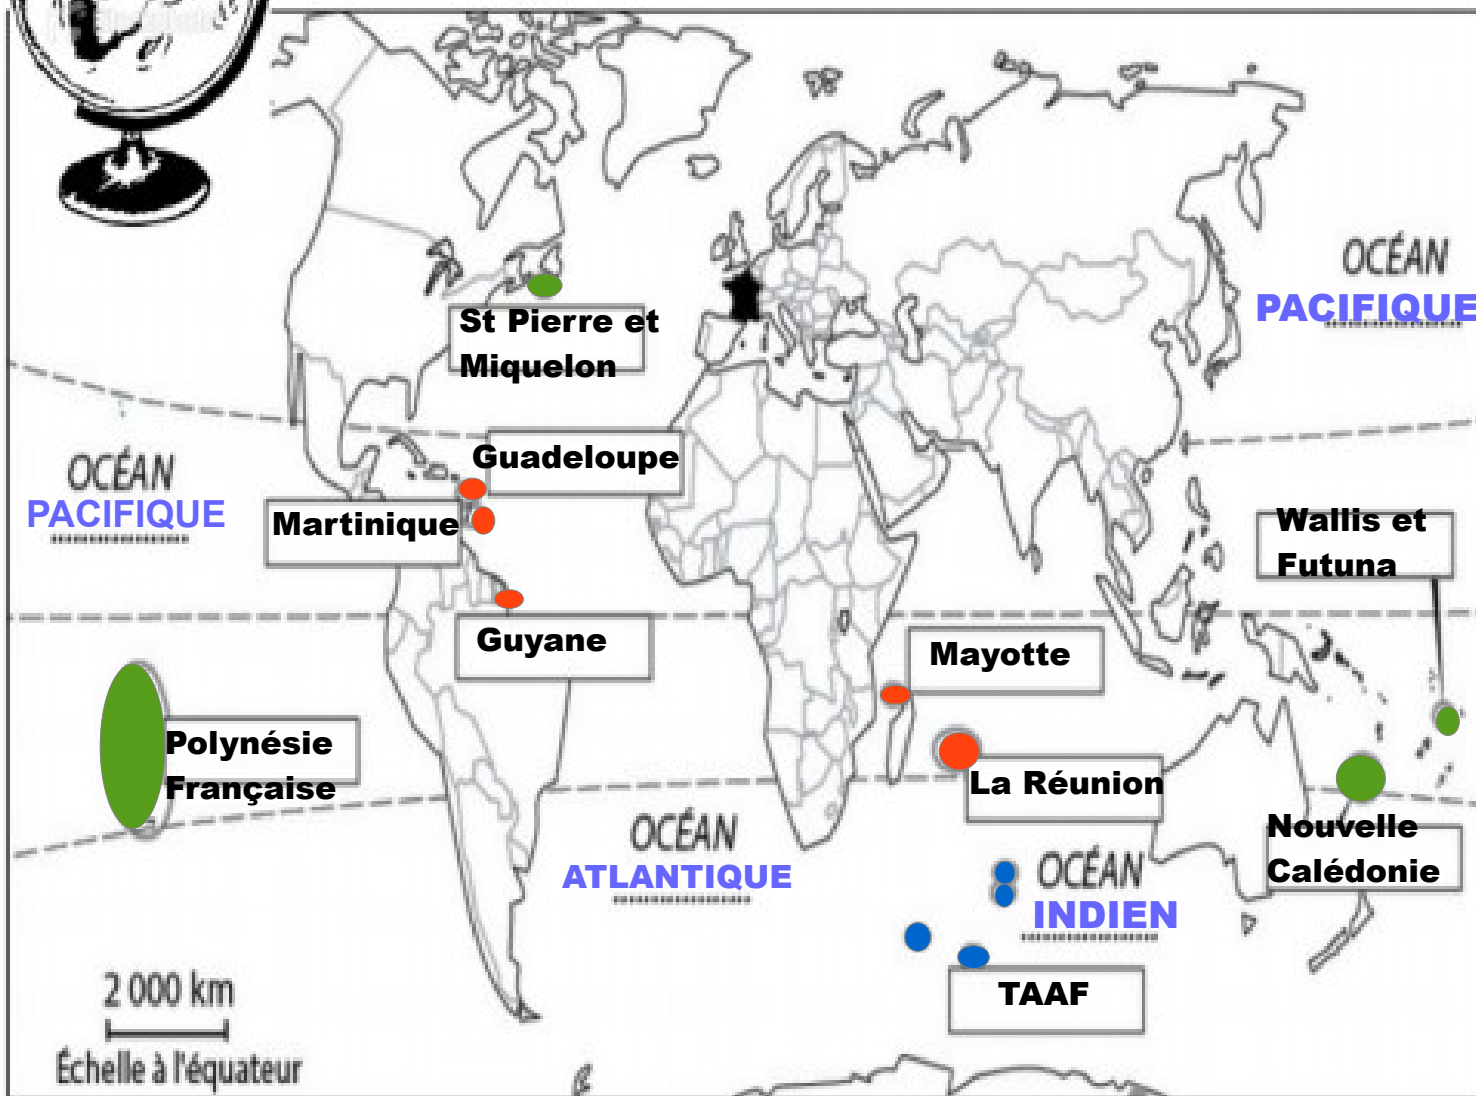 OCÉAN
PACIFIQUE
St Pierre et
Miquelon
Guadeloupe
OCÉAN
PACIFIQUE
Martinique
Wallis et
Futuna
Guyane
Mayotte
Polynésie
Française
La Réunion
OCÉAN
ATLANTIQUE
Nouvelle
Calédonie
OCÉAN
INDIEN
TAAF
2 000 km
Échelle à l'équateur